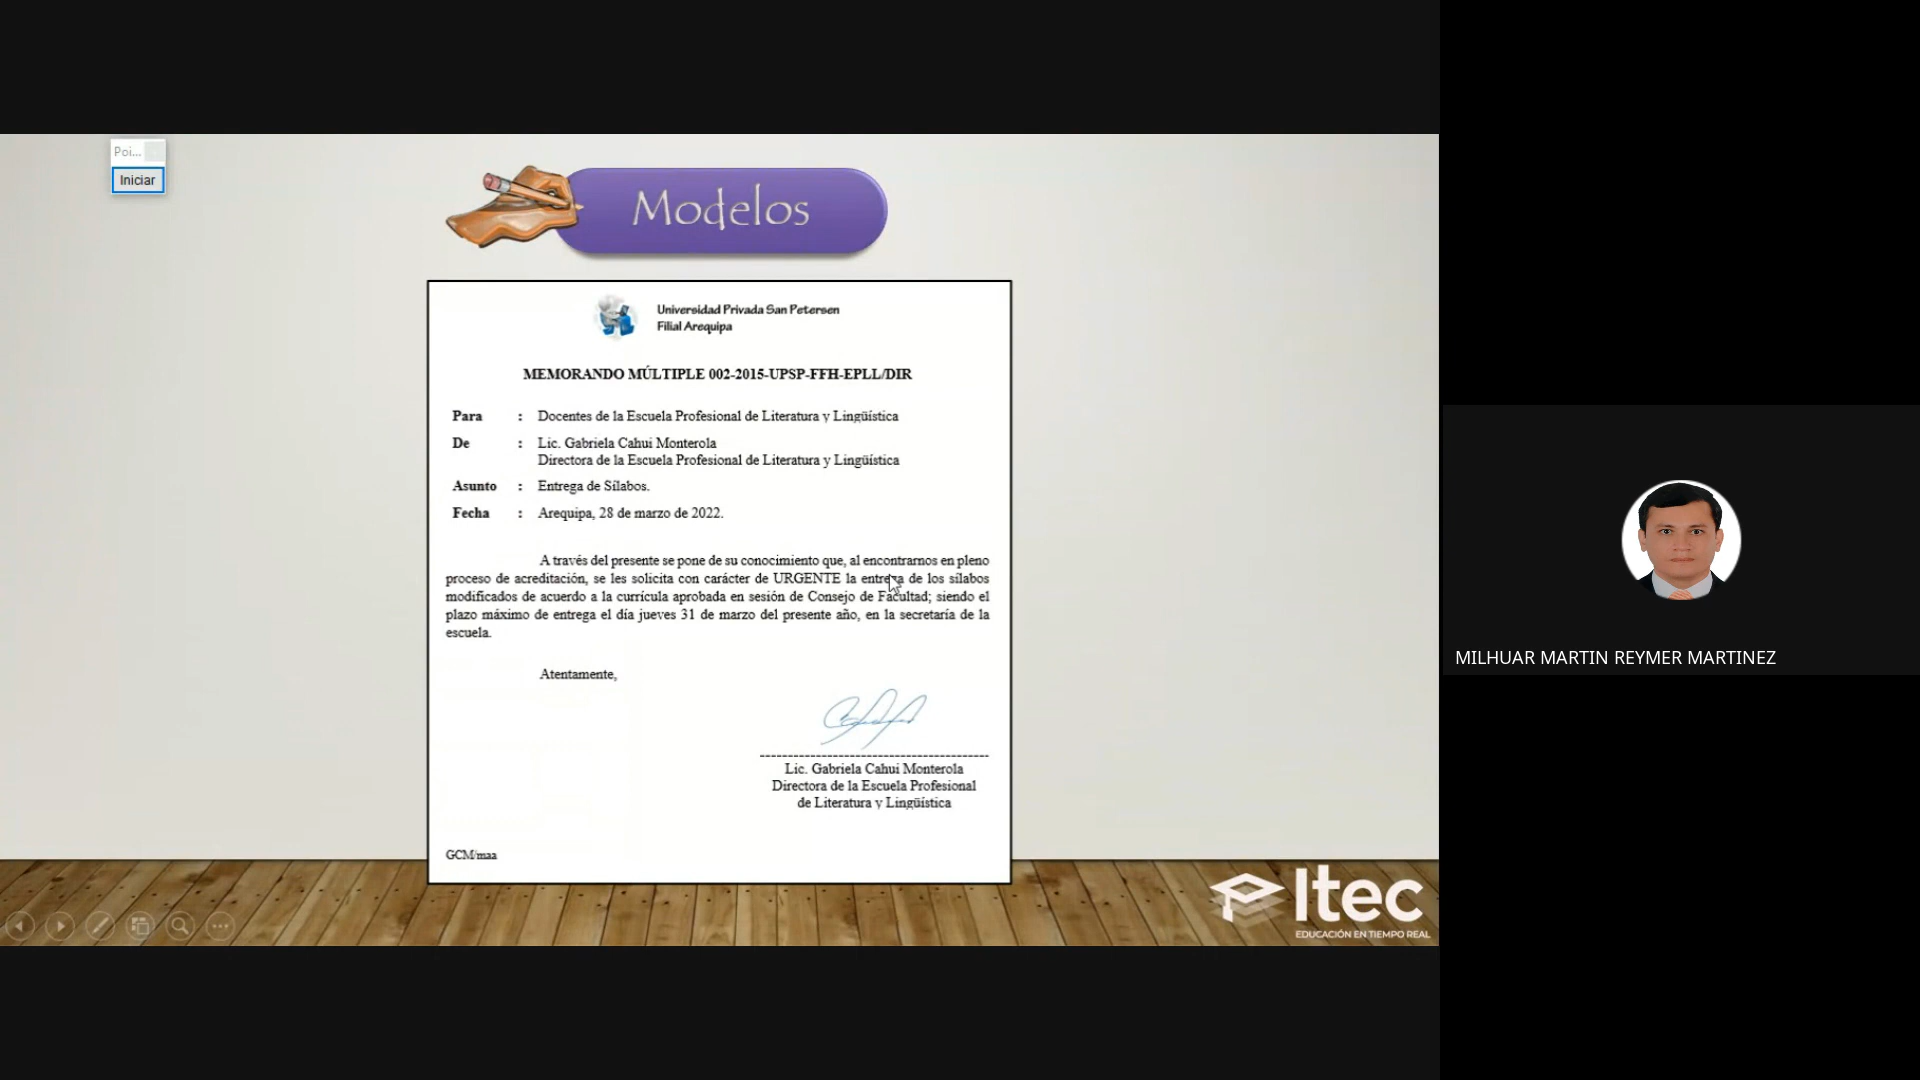 Poi...
Iniciar
Modelos
Universidad Privada San Petersen
Filial Arequipa
MEMORANDO MÚLTIPLE 002-2015-UPSP-FFH-EPLL/DIR
Para : Docentes de la Escuela Profesional de Literatura y Lingüística
De : Lic. Gabriela Cahui Monterola
Directora de la Escuela Profesional de Literatura y Lingüística
Asunto : Entrega de Sílabos.
Fecha : Arequipa, 28 de marzo de 2022.
A través del presente se pone de su conocimiento que, al encontrarnos en pleno
proceso de acreditación, se les solicita con carácter de URGENTE la entrega de los sílabos
modificados de acuerdo a la currícula aprobada en sesión de Consejo de Facultad; siendo el
plazo máximo de entrega el día jueves 31 de marzo del presente año, en la secretaría de la
escuela.
Atentamente,
Lic. Gabriela Cahui Monterola
Directora de la Escuela Profesional
de Literatura y Lingüística
GCM/maa
Itec
EDUCACIÓN EN TIEMPO REAL
MILHUAR MARTIN REYMER MARTINEZ